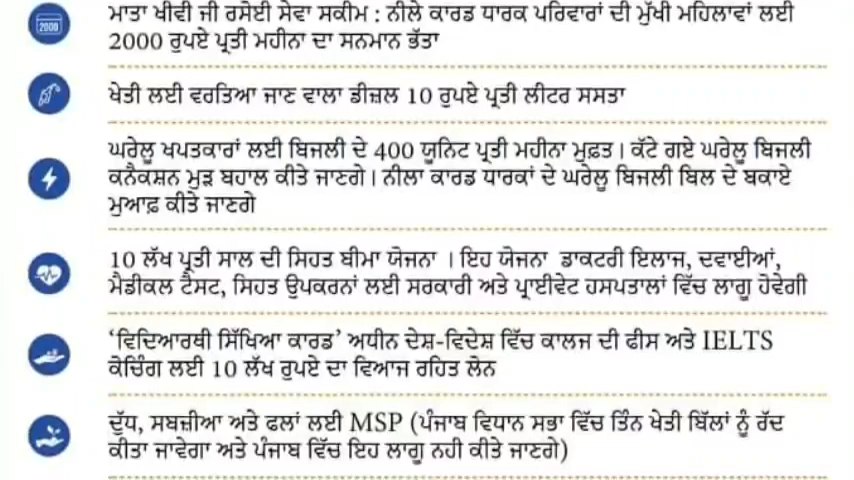 2000
ਮਾਤਾ ਖੀਵੀ ਜੀ ਰਸੋਈ ਸੇਵਾ ਸਕੀਮ : ਨੀਲੇ ਕਾਰਡ ਧਾਰਕ ਪਰਿਵਾਰਾਂ ਦੀ ਮੁੱਖੀ ਮਹਿਲਾਵਾਂ ਲਈ
2000 ਰੁਪਏ ਪ੍ਰਤੀ ਮਹੀਨਾ ਦਾ ਸਨਮਾਨ ਭੱਤਾ
ਖੇਤੀ ਲਈ ਵਰਤਿਆ ਜਾਣ ਵਾਲਾ ਡੀਜ਼ਲ 10 ਰੁਪਏ ਪ੍ਰਤੀ ਲੀਟਰ ਸਸਤਾ
ਘਰੇਲੂ ਖਪਤਕਾਰਾਂ ਲਈ ਬਿਜਲੀ ਦੇ 400 ਯੂਨਿਟ ਪ੍ਰਤੀ ਮਹੀਨਾ ਮੁਫ਼ਤ। ਕੱਟੇ ਗਏ ਘਰੇਲੂ ਬਿਜਲੀ
ਕਨੈਕਸ਼ਨ ਮੁੜ ਬਹਾਲ ਕੀਤੇ ਜਾਣਗੇ। ਨੀਲਾ ਕਾਰਡ ਧਾਰਕਾਂ ਦੇ ਘਰੇਲੂ ਬਿਜਲੀ ਬਿਲ ਦੇ ਬਕਾਏ
ਮੁਆਫ਼ ਕੀਤੇ ਜਾਣਗੇ
10 ਲੱਖ ਪ੍ਰਤੀ ਸਾਲ ਦੀ ਸਿਹਤ ਬੀਮਾ ਯੋਜਨਾ । ਇਹ ਯੋਜਨਾ ਡਾਕਟਰੀ ਇਲਾਜ, ਦਵਾਈਆਂ,
ਮੈਡੀਕਲ ਟੈਸਟ, ਸਿਹਤ ਉਪਕਰਨਾਂ ਲਈ ਸਰਕਾਰੀ ਅਤੇ ਪ੍ਰਾਈਵੇਟ ਹਸਪਤਾਲਾਂ ਵਿੱਚ ਲਾਗੂ ਹੋਵੇਗੀ
‘ਵਿਦਿਆਰਥੀ ਸਿੱਖਿਆ ਕਾਰਡ’ ਅਧੀਨ ਦੇਸ਼-ਵਿਦੇਸ਼ ਵਿੱਚ ਕਾਲਜ ਦੀ ਫੀਸ ਅਤੇ IELTS
ਕੋਚਿੰਗ ਲਈ 10 ਲੱਖ ਰੁਪਏ ਦਾ ਵਿਆਜ ਰਹਿਤ ਲੋਨ
ਦੁੱਧ, ਸਬਜ਼ੀਆ ਅਤੇ ਫਲਾਂ ਲਈ MSP (ਪੰਜਾਬ ਵਿਧਾਨ ਸਭਾ ਵਿੱਚ ਤਿੰਨ ਖੇਤੀ ਬਿੱਲਾਂ ਨੂੰ ਰੱਦ
ਕੀਤਾ ਜਾਵੇਗਾ ਅਤੇ ਪੰਜਾਬ ਵਿੱਚ ਇਹ ਲਾਗੂ ਨਹੀ ਕੀਤੇ ਜਾਣਗੇ)